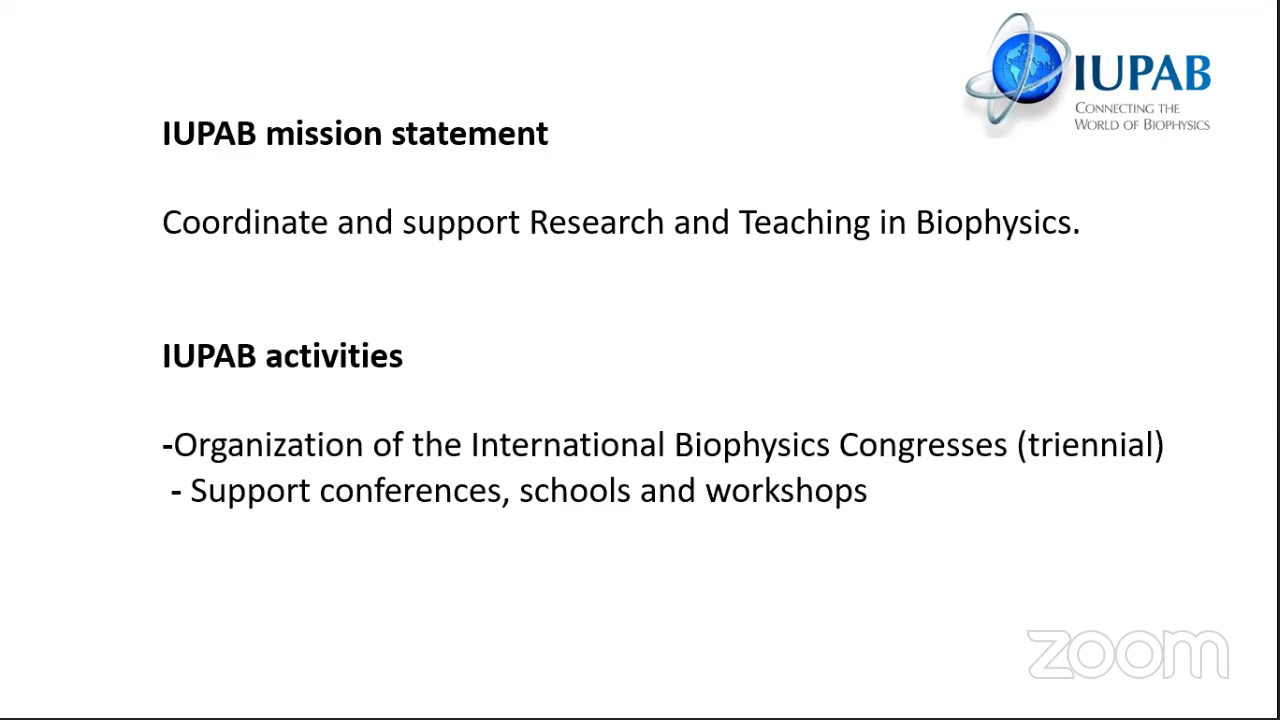 IUPAB
CONNECTING THE
WORLD OF BIOPHYSICS
IUPAB mission statement
Coordinate and support Research and Teaching in Biophysics.
IUPAB activities
-Organization of the International Biophysics Congresses (triennial)
- Support conferences, schools and workshops
zoom